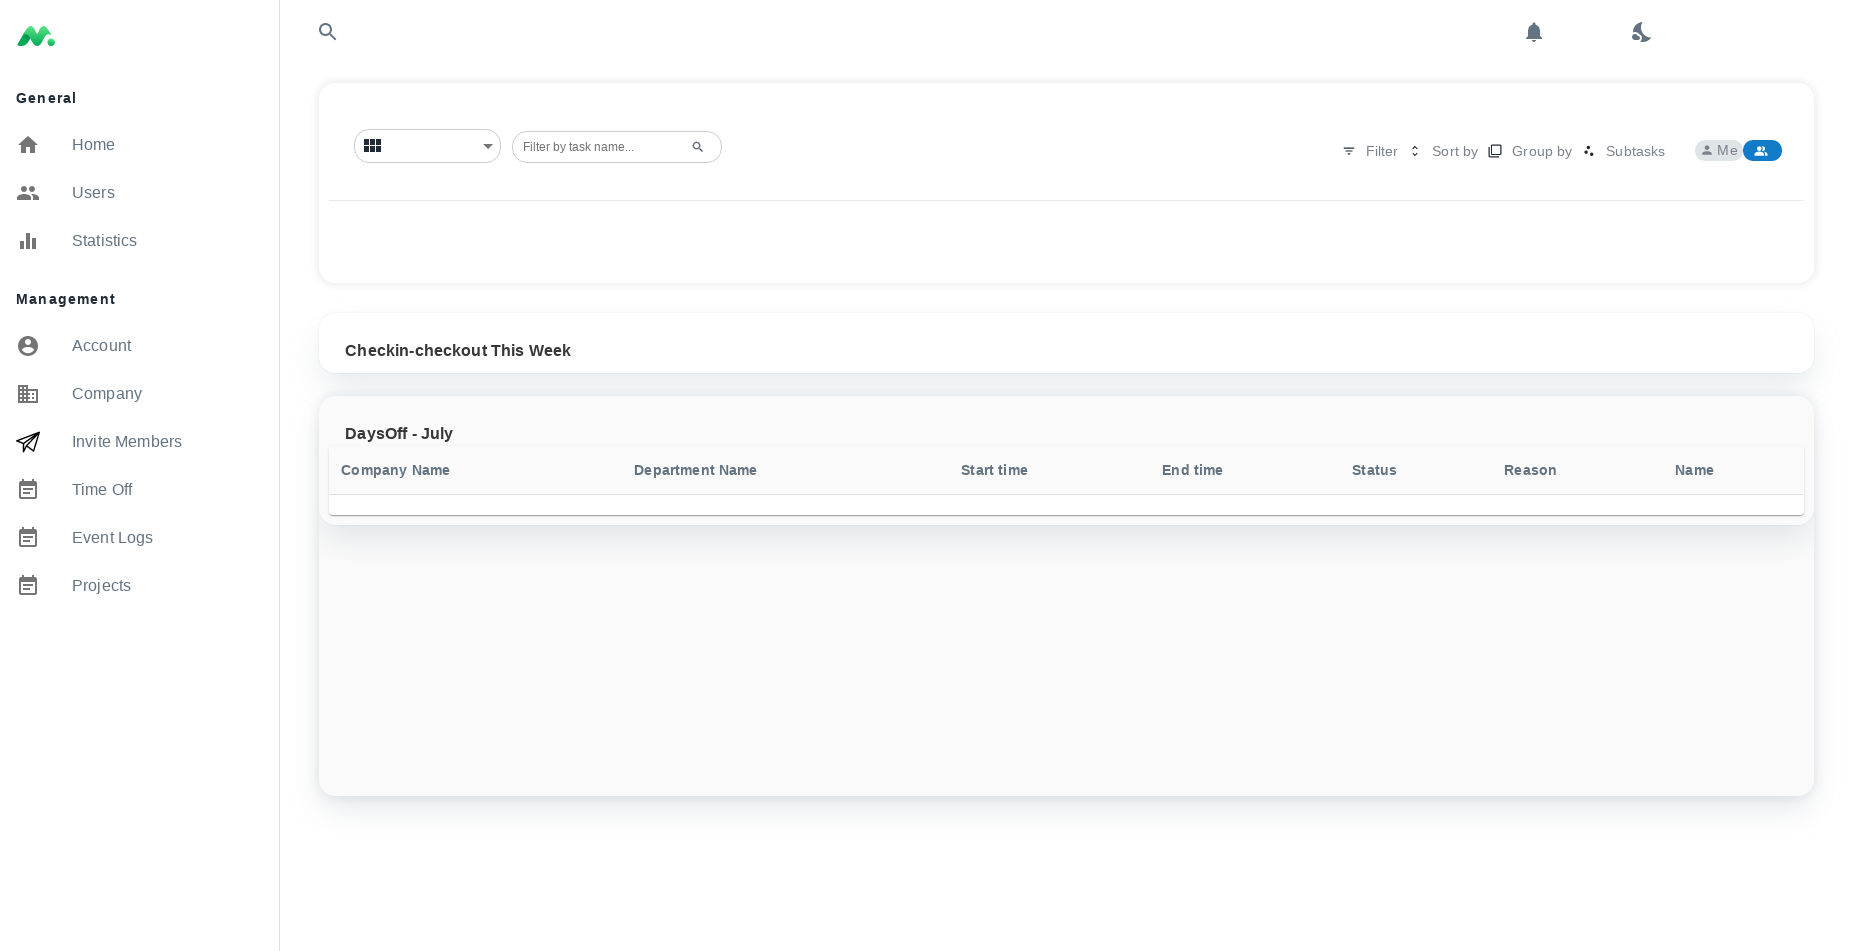 General
Home
Users
Statistics
Management
Account
Company
Invite Members
Time Off
Event Logs
Projects
Filter by task name...
Filter Sort by Group by Subtasks Me
Checkin-checkout This Week
DaysOff - July
Company Name Department Name Start time End time Status Reason Name